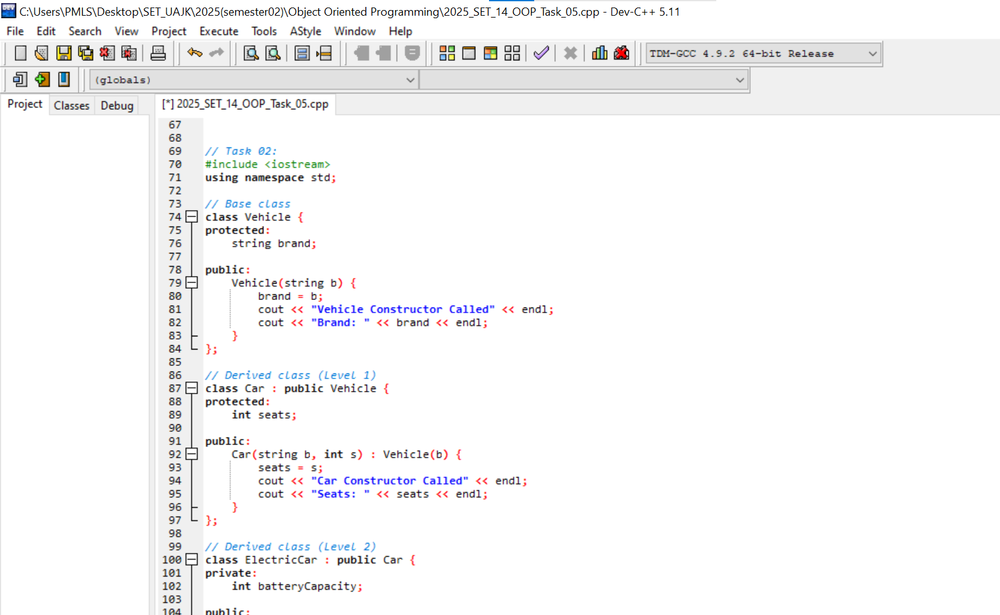 C:\Users\PMLS\Desktop\SET_UAJK\2025(semester02)\Object Oriented Programming\2025_SET_14_OOP_Task_05.cpp - Dev-C++ 5.11
File Edit Search View Project Execute Tools AStyle Window Help
TDM-GCC 4.9.2 64-bit Release
(globals)
Project Classes Debug
[*] 2025_SET_14_OOP_Task_05.cpp
67
68
69 // Task 02:
70 #include <iostream>
71 using namespace std;
72
73 // Base class
74 class Vehicle {
75 protected:
76     string brand;
77
78 public:
79     Vehicle(string b) {
80         brand = b;
81         cout << "Vehicle Constructor Called" << endl;
82         cout << "Brand: " << brand << endl;
83     }
84 };
85
86 // Derived class (Level 1)
87 class Car : public Vehicle {
88 protected:
89     int seats;
90
91 public:
92     Car(string b, int s) : Vehicle(b) {
93         seats = s;
94         cout << "Car Constructor Called" << endl;
95         cout << "Seats: " << seats << endl;
96     }
97 };
98
99 // Derived class (Level 2)
100 class ElectricCar : public Car {
101 private:
102     int batteryCapacity;
103
104 public: